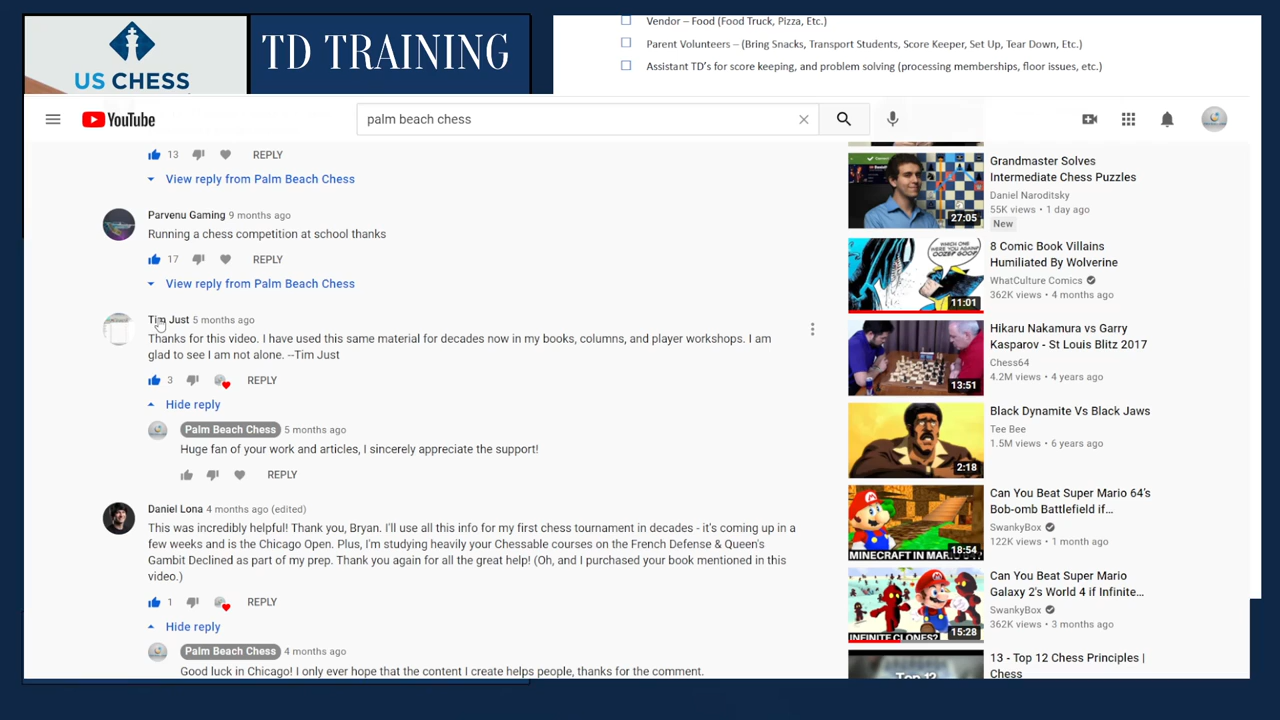 US CHESS
TD TRAINING
Vendor – Food (Food Truck, Pizza, Etc.)
Parent Volunteers – (Bring Snacks, Transport Students, Score Keeper, Set Up, Tear Down, Etc.)
Assistant TD's for score keeping, and problem solving (processing memberships, floor issues, etc.)
YouTube
palm beach chess
13 REPLY
View reply from Palm Beach Chess
Parvenu Gaming 9 months ago
Running a chess competition at school thanks
17 REPLY
View reply from Palm Beach Chess
Tim Just 5 months ago
Thanks for this video. I have used this same material for decades now in my books, columns, and player workshops. I am
glad to see I am not alone. --Tim Just
3 REPLY
Hide reply
Palm Beach Chess 5 months ago
Huge fan of your work and articles, I sincerely appreciate the support!
REPLY
Daniel Lona 4 months ago (edited)
This was incredibly helpful! Thank you, Bryan. I'll use all this info for my first chess tournament in decades - it's coming up in a
few weeks and is the Chicago Open. Plus, I'm studying heavily your Chessable courses on the French Defense & Queen's
Gambit Declined as part of my prep. Thank you again for all the great help! (Oh, and I purchased your book mentioned in this
video.)
1 REPLY
Hide reply
Palm Beach Chess 4 months ago
Good luck in Chicago! I only ever hope that the content I create helps people, thanks for the comment.
27:05
Grandmaster Solves
Intermediate Chess Puzzles
Daniel Naroditsky
55K views • 1 day ago
New
11:01
8 Comic Book Villains
Humiliated By Wolverine
WhatCulture Comics
362K views • 4 months ago
13:51
Hikaru Nakamura vs Garry
Kasparov - St Louis Blitz 2017
Chess64
4.2M views • 4 years ago
2:18
Black Dynamite Vs Black Jaws
Tee Bee
1.5M views • 6 years ago
18:54
Can You Beat Super Mario 64's
Bob-omb Battlefield if…
SwankyBox
122K views • 1 month ago
INFINITE CLONES?
15:28
Can You Beat Super Mario
Galaxy 2's World 4 if Infinite…
SwankyBox
362K views • 3 months ago
Top 12
13 - Top 12 Chess Principles |
Chess